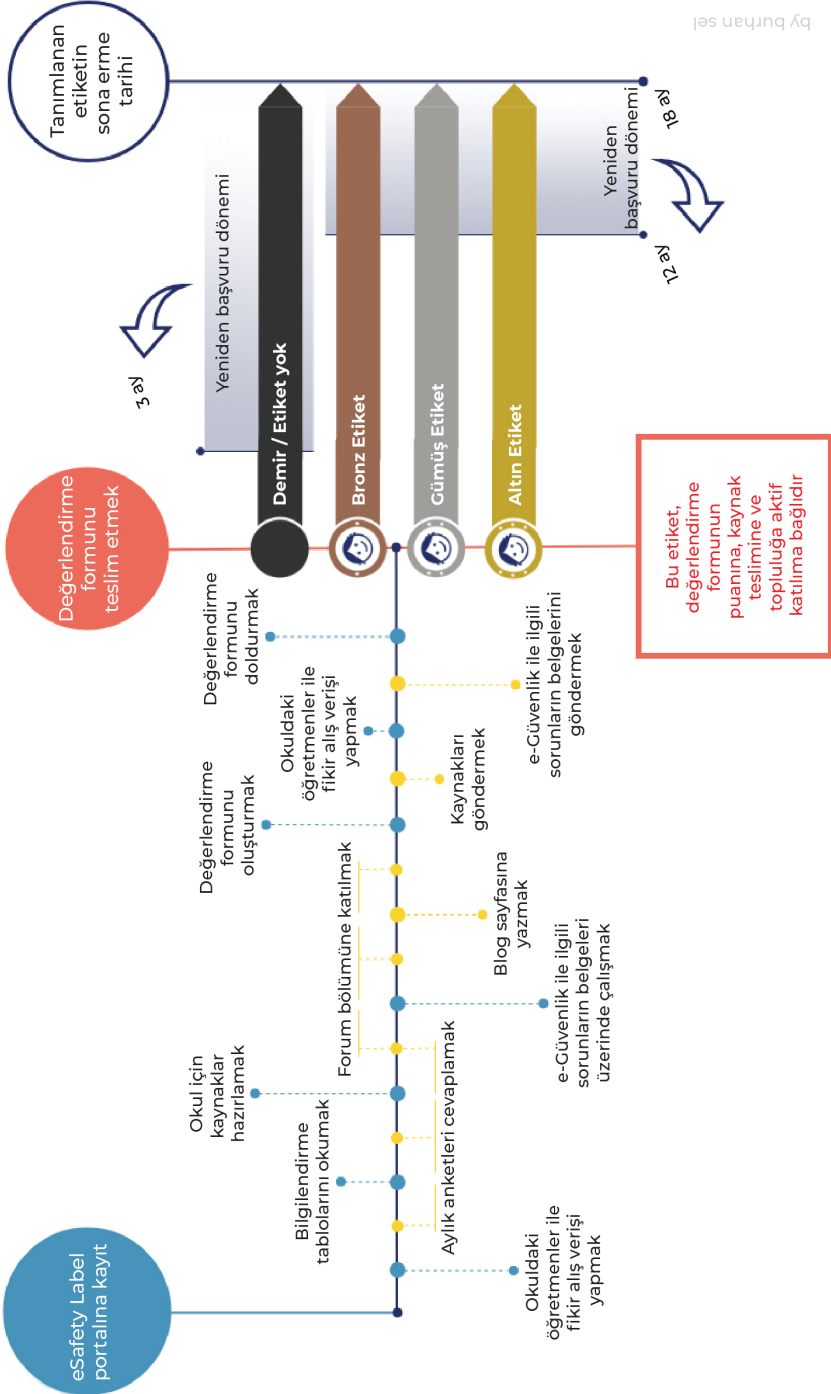 eSafety Label
portalına kayıt
Okuldaki
öğretmenler ile
fikir alış verişi
yapmak
Aylık anketleri cevaplamak
Bilgilendirme
tablolarını okumak
Okul için
kaynaklar
hazırlamak
Forum bölümüne katılmak
e-Güvenlik ile ilgili
sorunların belgeleri
üzerinde çalışmak
Blog sayfasına
yazmak
Değerlendirme
formunu
oluşturmak
Kaynakları
göndermek
Okuldaki
öğretmenler ile
fikir alış verişi
yapmak
e-Güvenlik ile ilgili
sorunların belgelerini
göndermek
Değerlendirme
formunu
doldurmak
Değerlendirme
formunu
teslim etmek
Demir / Etiket yok
Bronz Etiket
Gümüş Etiket
Altın Etiket
Bu etiket,
değerlendirme
formunun
puanına, kaynak
teslimine ve
topluluğa aktif
katılıma bağlıdır
3 ay
Yeniden başvuru dönemi
Yeniden
başvuru dönemi
12 ay
18 ay
Tanımlanan
etiketin
sona erme
tarihi
by burhan sel